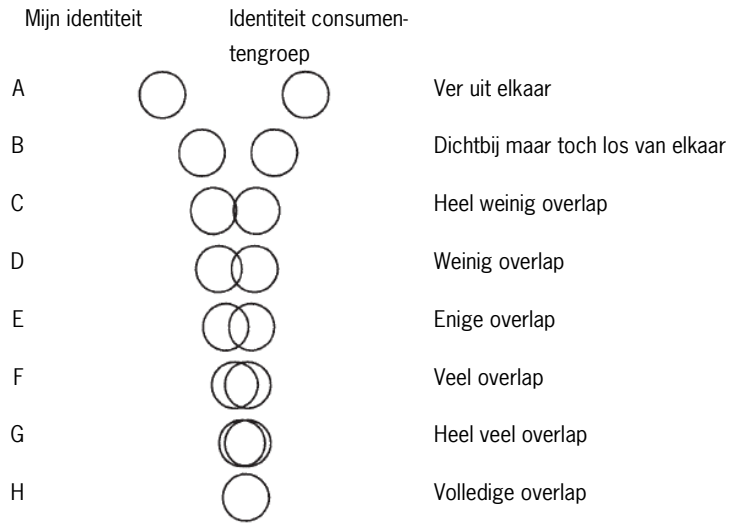 Mijn identiteit Identiteit consumen-
tengroep
A Ver uit elkaar
B Dichtbij maar toch los van elkaar
C Heel weinig overlap
D Weinig overlap
E Enige overlap
F Veel overlap
G Heel veel overlap
H Volledige overlap